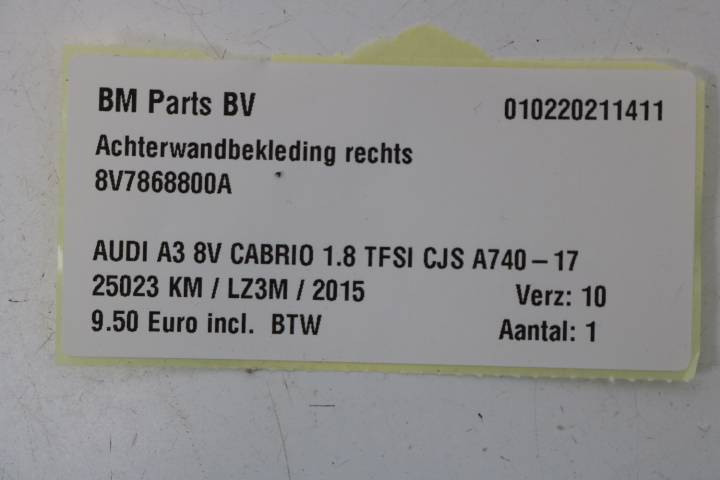 BM Parts BV 010220211411
Achterwandbekleding rechts
8V7868800A
AUDI A3 8V CABRIO 1.8 TFSI CJS A740-17
25023 KM / LZ3M / 2015 Verz: 10
9.50 Euro incl. BTW Aantal: 1